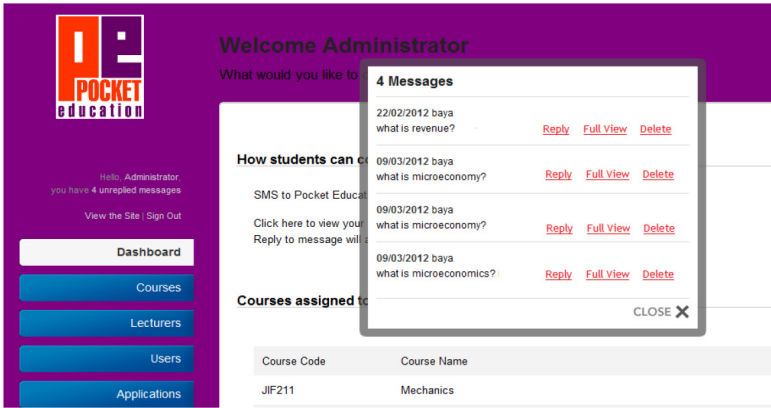 pe
POCKET
education
Hello, Administrator,
you have 4 unreplied messages
View the Site | Sign Out
Dashboard
Courses
Lecturers
Users
Applications
Welcome Administrator
What would you like to
How students can
SMS to Pocket Educat
Click here to view your
Reply to message will
Courses assigned to
Course Code Course Name
JIF211 Mechanics
4 Messages
22/02/2012 baya
what is revenue? Reply Full View Delete
09/03/2012 baya
what is microeconomy? Reply Full View Delete
09/03/2012 baya
what is microeconomy? Reply Full View Delete
09/03/2012 baya
what is microeconomics? Reply Full View Delete
CLOSE